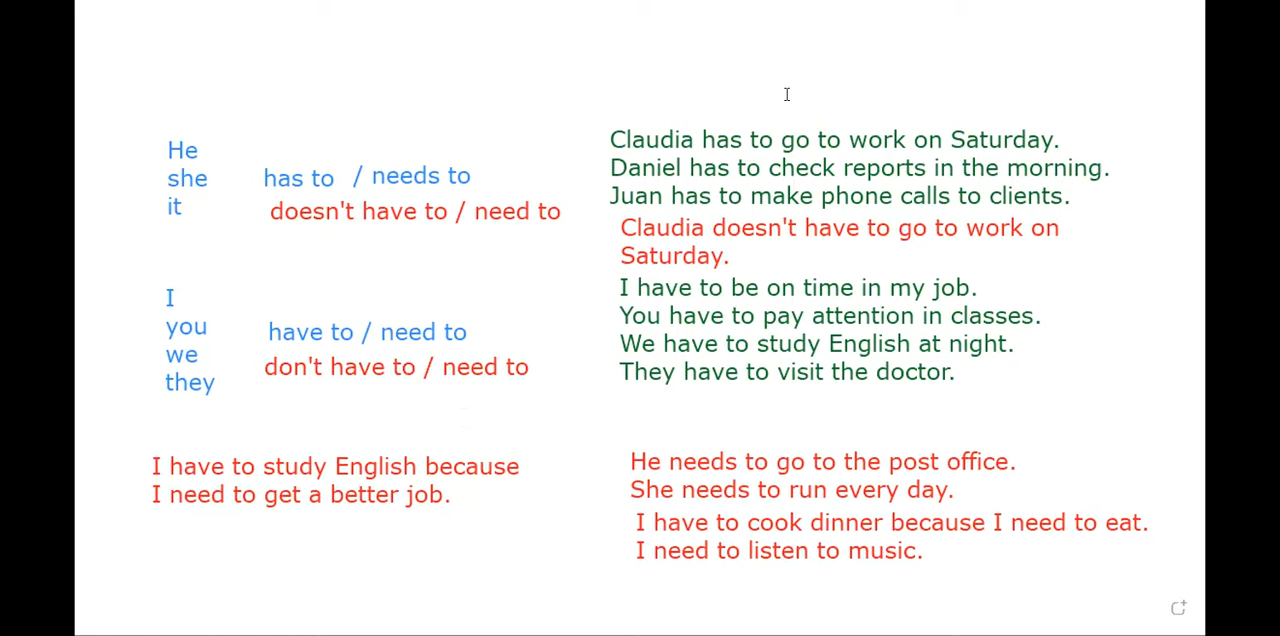 He
she
it
has to / needs to
doesn't have to / need to
I
you
we
they
have to / need to
don't have to / need to
I have to study English because
I need to get a better job.
Claudia has to go to work on Saturday.
Daniel has to check reports in the morning.
Juan has to make phone calls to clients.
Claudia doesn't have to go to work on
Saturday.
I have to be on time in my job.
You have to pay attention in classes.
We have to study English at night.
They have to visit the doctor.
He needs to go to the post office.
She needs to run every day.
I have to cook dinner because I need to eat.
I need to listen to music.